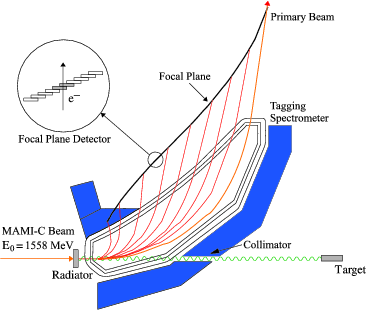 Primary Beam
Focal Plane
e⁻
Tagging
Spectrometer
Focal Plane Detector
MAMI-C Beam
E₀ = 1558 MeV
Collimator
Radiator
Target